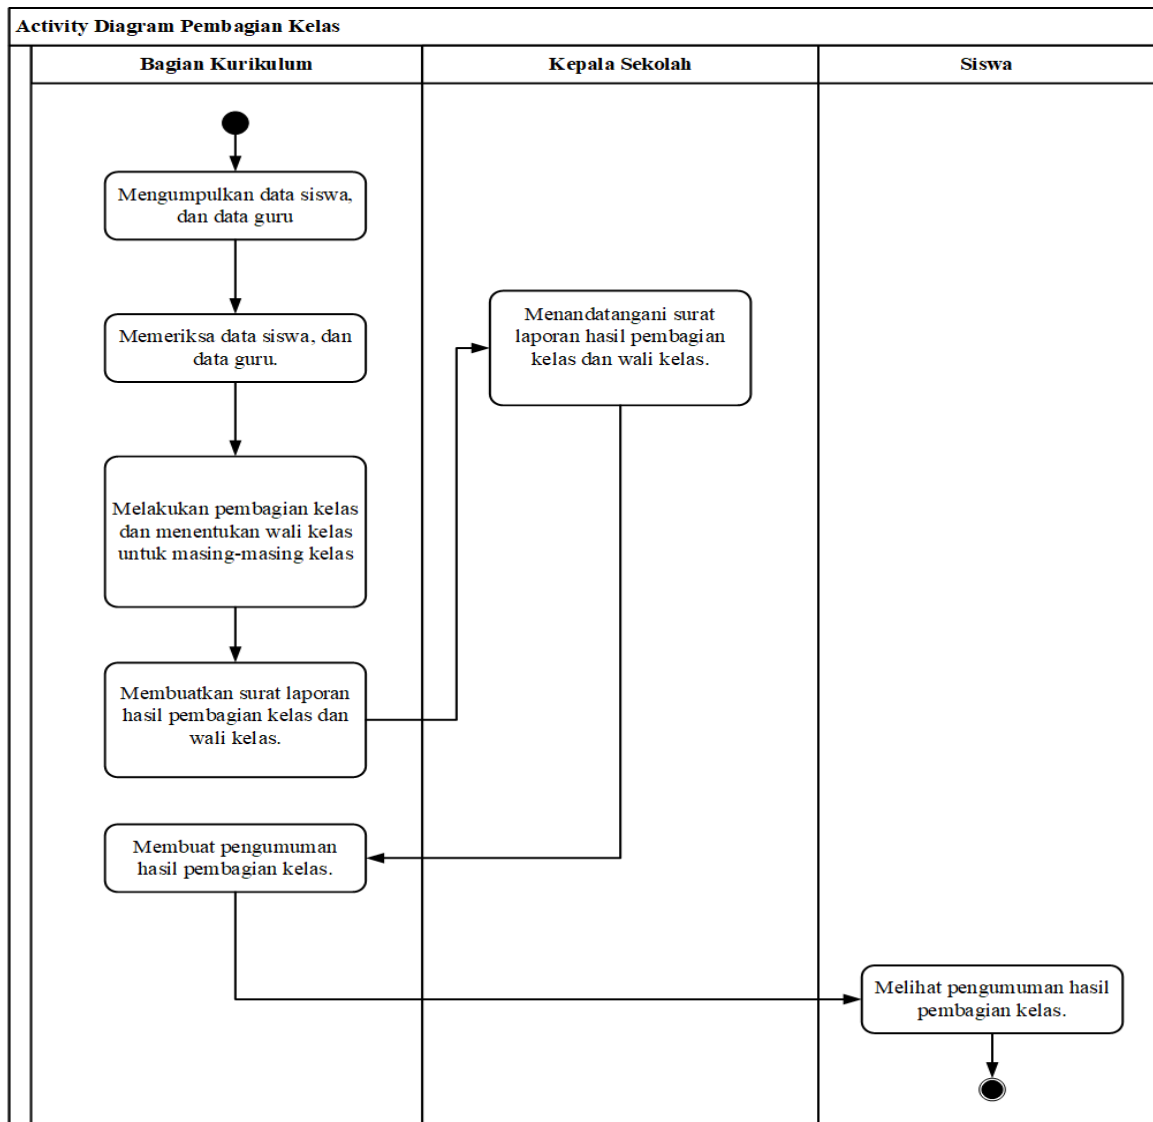 Activity Diagram Pembagian Kelas
Bagian Kurikulum
Kepala Sekolah
Siswa
Mengumpulkan data siswa,
dan data guru
Memeriksa data siswa, dan
data guru.
Melakukan pembagian kelas
dan menentukan wali kelas
untuk masing-masing kelas
Membuatkan surat laporan
hasil pembagian kelas dan
wali kelas.
Menandatangani surat
laporan hasil pembagian
kelas dan wali kelas.
Membuat pengumuman
hasil pembagian kelas.
Melihat pengumuman hasil
pembagian kelas.